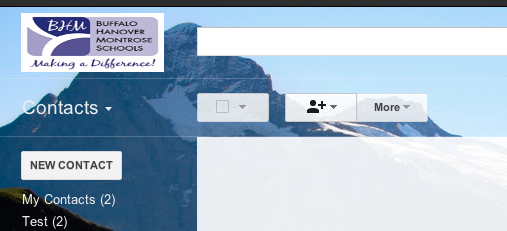 BHM
BUFFALO
HANOVER
MONTROSE
SCHOOLS
Making a Difference!
Contacts
More
NEW CONTACT
My Contacts (2)
Test (2)